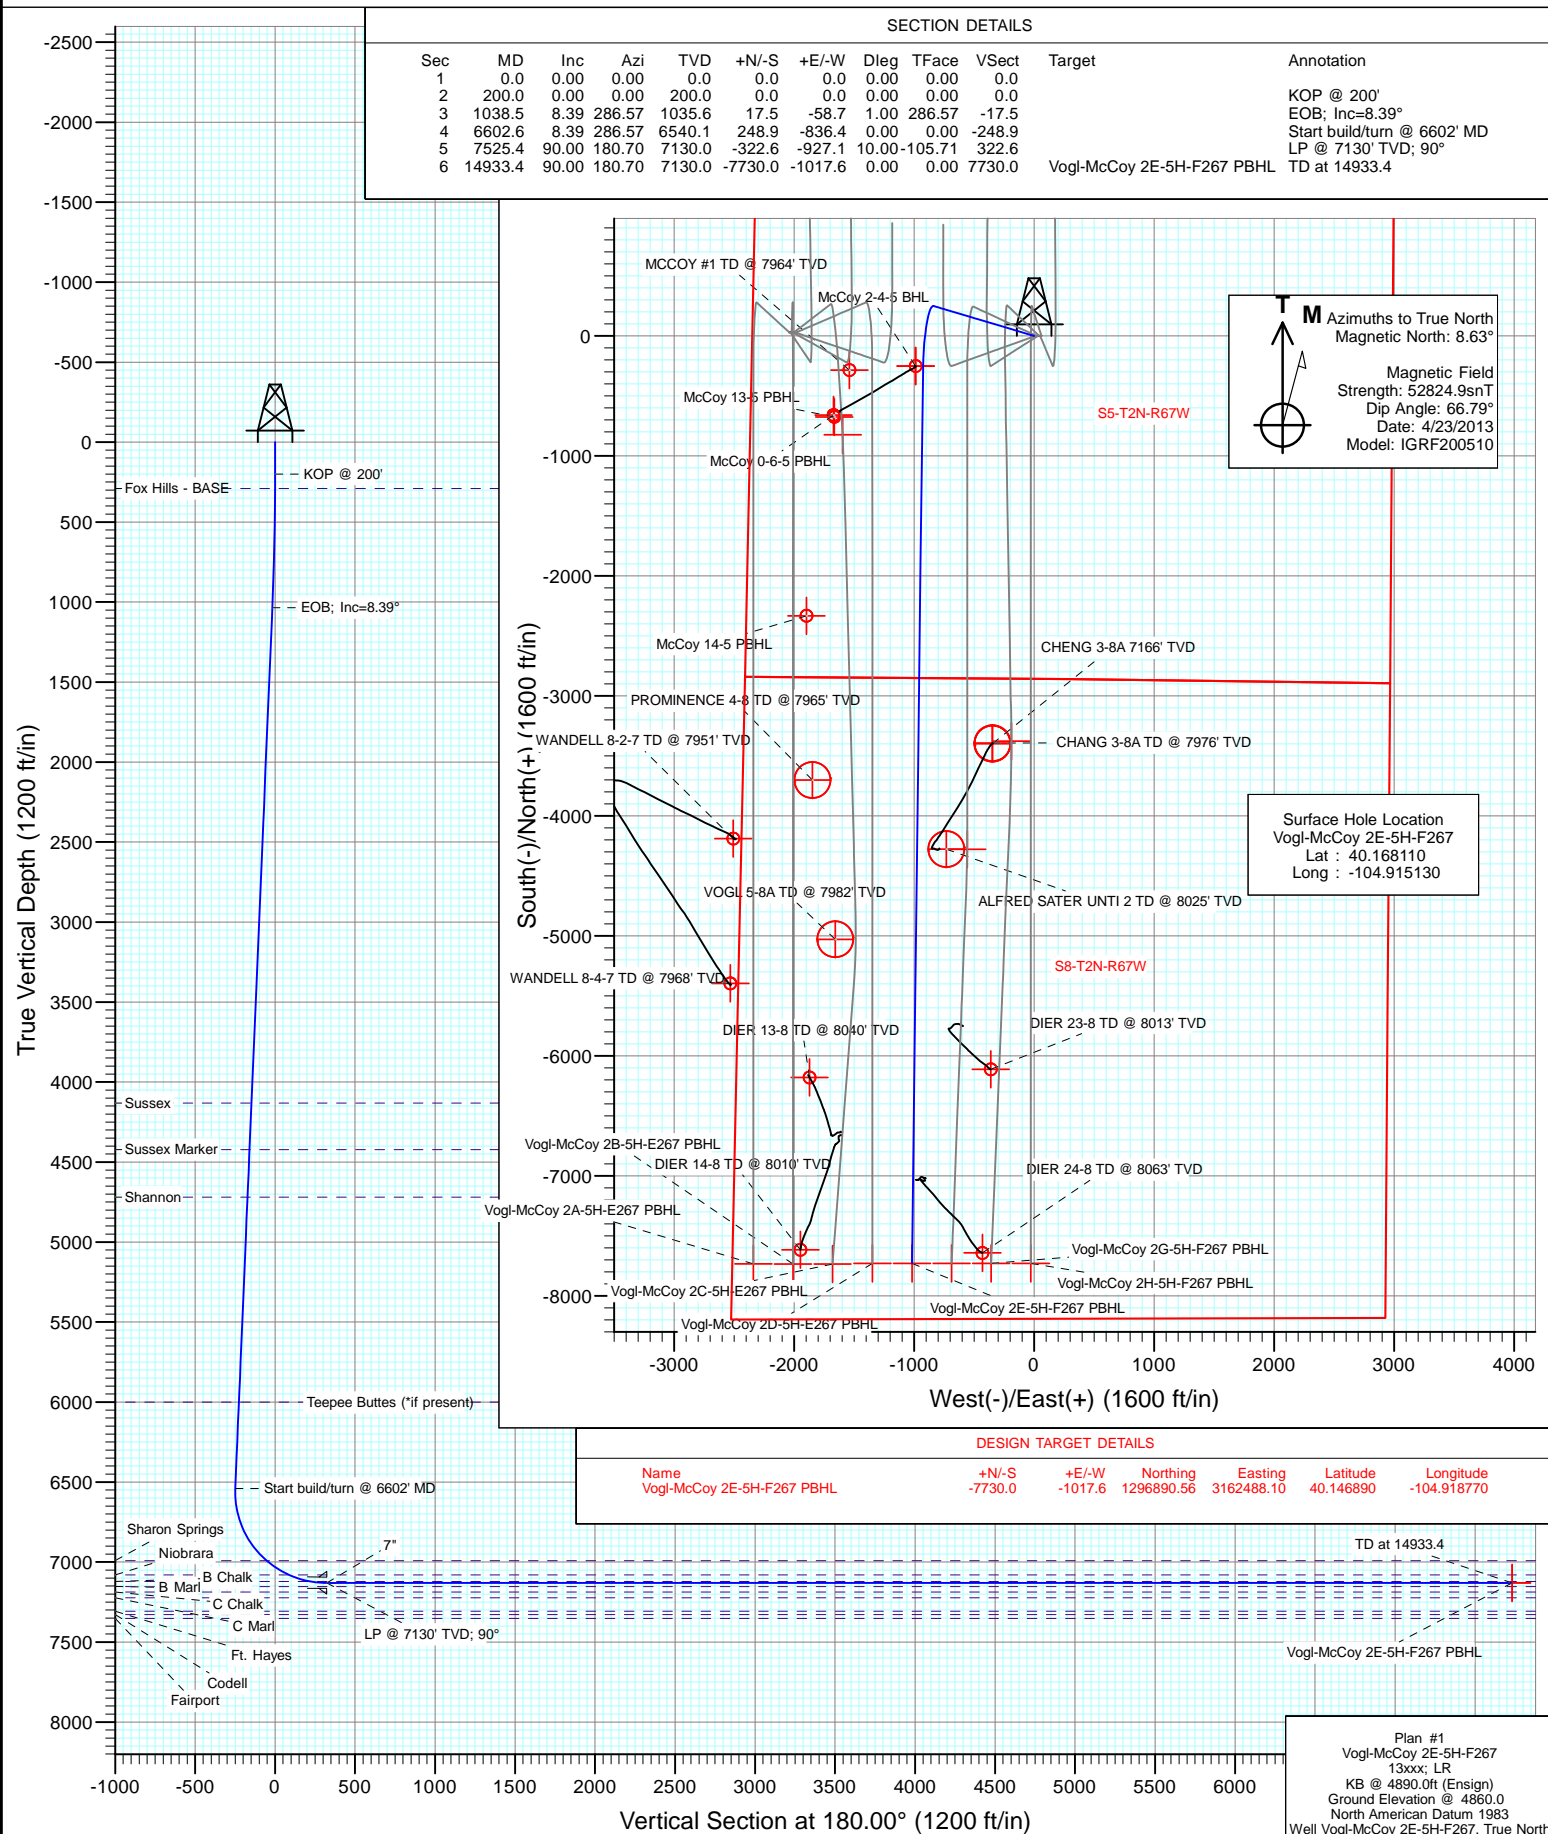 SECTION DETAILS
Sec MD Inc Azi TVD +N/-S +E/-W Dleg TFace VSect Target Annotation
1 0.0 0.00 0.00 0.0 0.0 0.0 0.00 0.00 0.0
2 200.0 0.00 0.00 200.0 0.0 0.0 0.00 0.00 0.0 KOP @ 200'
3 1038.5 8.39 286.57 1035.6 17.5 -58.7 1.00 286.57 -17.5 EOB; Inc=8.39°
4 6602.6 8.39 286.57 6540.1 248.9 -836.4 0.00 0.00 -248.9 Start build/turn @ 6602' MD
5 7525.4 90.00 180.70 7130.0 -322.6 -927.1 10.00 -105.71 322.6 LP @ 7130' TVD; 90°
6 14933.4 90.00 180.70 7130.0 -7730.0 -1017.6 0.00 0.00 7730.0 Vogl-McCoy 2E-5H-F267 PBHL TD at 14933.4
-2500
-2000
-1500
-1000
-500
0
500
1000
1500
2000
2500
3000
3500
4000
4500
5000
5500
6000
6500
7000
7500
8000
True Vertical Depth (1200 ft/in)
KOP @ 200'
Fox Hills - BASE
EOB; Inc=8.39°
Sussex
Sussex Marker
Shannon
Teepee Buttes (*if present)
Start build/turn @ 6602' MD
Sharon Springs
Niobrara
B Chalk
B Marl
C Chalk
C Marl
Ft. Hayes
Codell
Fairport
7"
LP @ 7130' TVD; 90°
TD at 14933.4
Vogl-McCoy 2E-5H-F267 PBHL
-1000 -500 0 500 1000 1500 2000 2500 3000 3500 4000 4500 5000 5500 6000
Vertical Section at 180.00° (1200 ft/in)
MCCOY #1 TD @ 7964' TVD
McCoy 2-4-5 BHL
McCoy 13-5 PBHL
McCoy 0-6-5 PBHL
S5-T2N-R67W
McCoy 14-5 PBHL
CHENG 3-8A 7166' TVD
PROMINENCE 4-8 TD @ 7965' TVD
WANDELL 8-2-7 TD @ 7951' TVD
CHANG 3-8A TD @ 7976' TVD
VOGL 5-8A TD @ 7982' TVD
ALFRED SATER UNTI 2 TD @ 8025' TVD
S8-T2N-R67W
WANDELL 8-4-7 TD @ 7968' TVD
DIER 13-8 TD @ 8040' TVD
DIER 23-8 TD @ 8013' TVD
Vogl-McCoy 2B-5H-E267 PBHL
DIER 14-8 TD @ 8010' TVD
DIER 24-8 TD @ 8063' TVD
Vogl-McCoy 2A-5H-E267 PBHL
Vogl-McCoy 2G-5H-F267 PBHL
Vogl-McCoy 2H-5H-F267 PBHL
Vogl-McCoy 2C-5H-E267 PBHL
Vogl-McCoy 2E-5H-F267 PBHL
Vogl-McCoy 2D-5H-E267 PBHL
0
-1000
-2000
-3000
-4000
-5000
-6000
-7000
-8000
South(-)/North(+) (1600 ft/in)
-3000 -2000 -1000 0 1000 2000 3000 4000
West(-)/East(+) (1600 ft/in)
T M
Azimuths to True North
Magnetic North: 8.63°
Magnetic Field
Strength: 52824.9snT
Dip Angle: 66.79°
Date: 4/23/2013
Model: IGRF200510
Surface Hole Location
Vogl-McCoy 2E-5H-F267
Lat : 40.168110
Long : -104.915130
DESIGN TARGET DETAILS
Name +N/-S +E/-W Northing Easting Latitude Longitude
Vogl-McCoy 2E-5H-F267 PBHL -7730.0 -1017.6 1296890.56 3162488.10 40.146890 -104.918770
Plan #1
Vogl-McCoy 2E-5H-F267
13xxx; LR
KB @ 4890.0ft (Ensign)
Ground Elevation @ 4860.0
North American Datum 1983
Well Vogl-McCoy 2E-5H-F267, True North